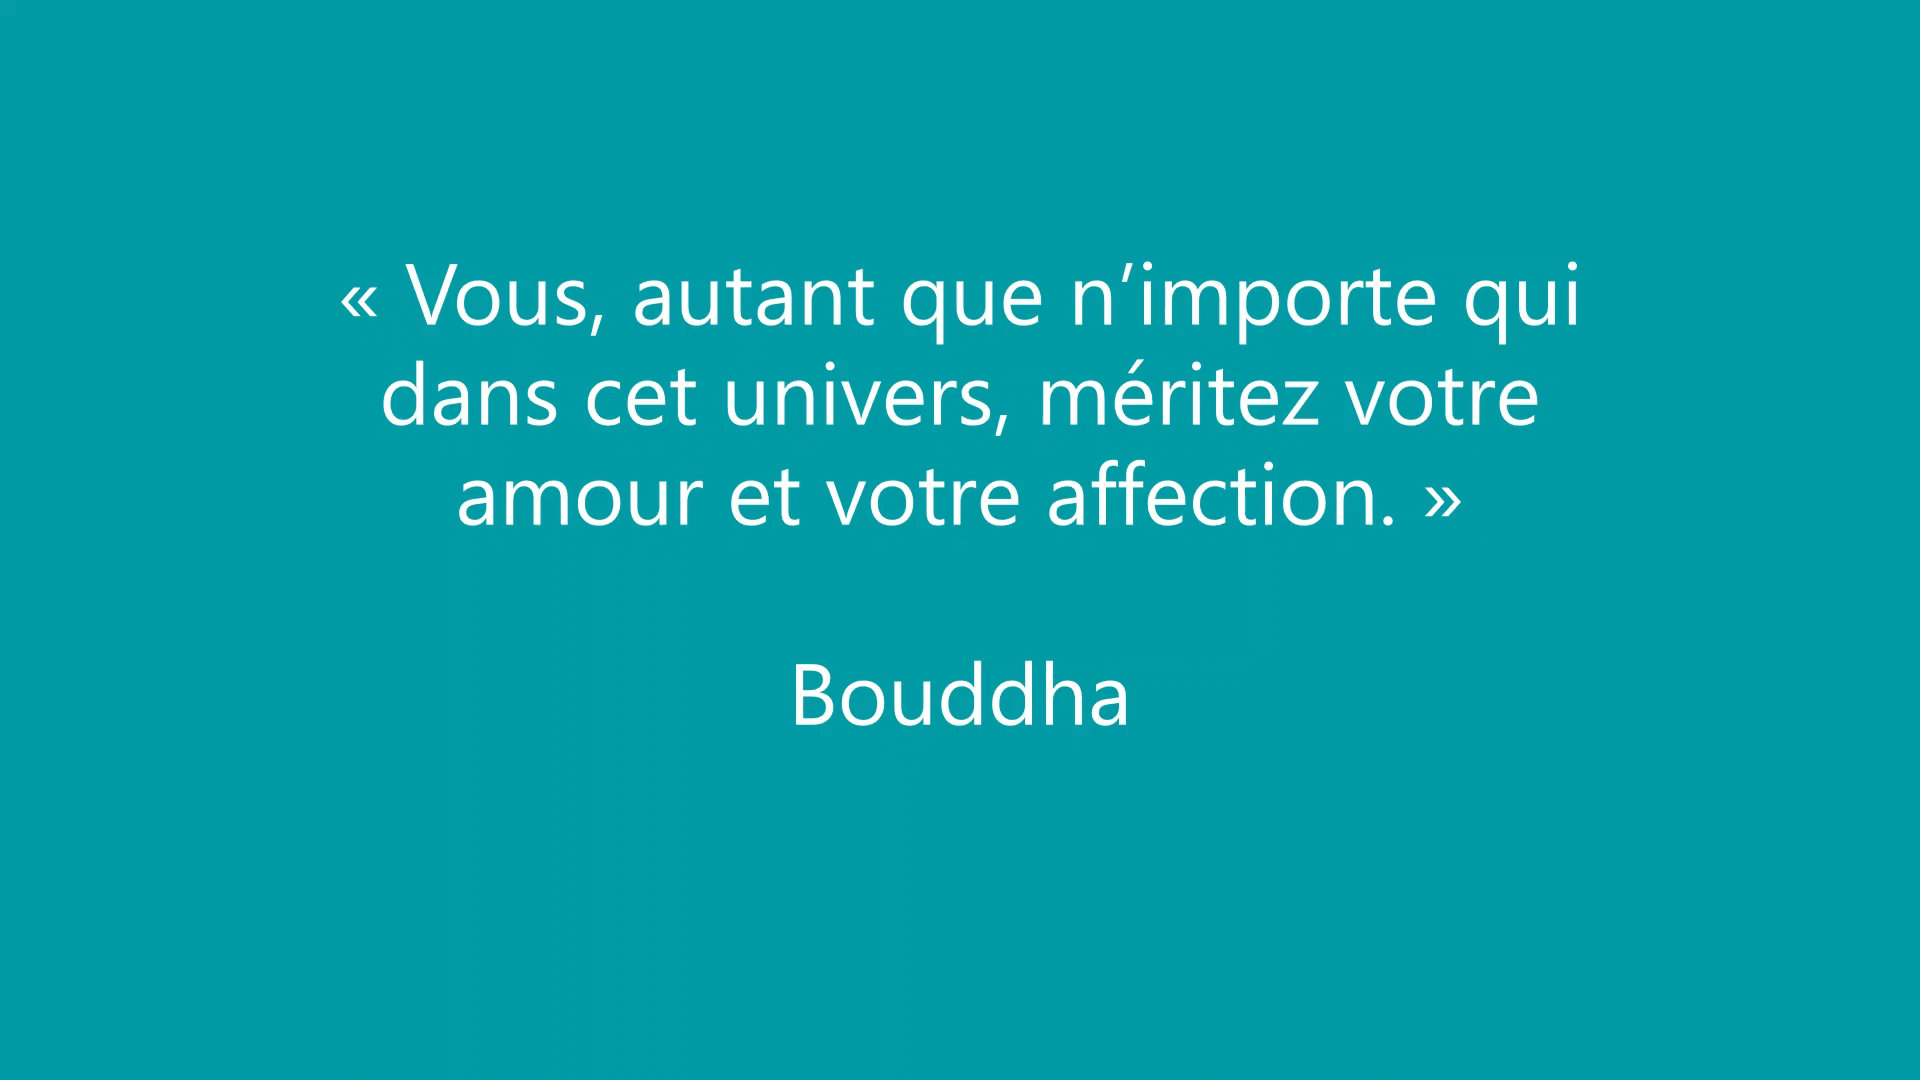 « Vous, autant que n’importe qui
dans cet univers, méritez votre
amour et votre affection. »
Bouddha